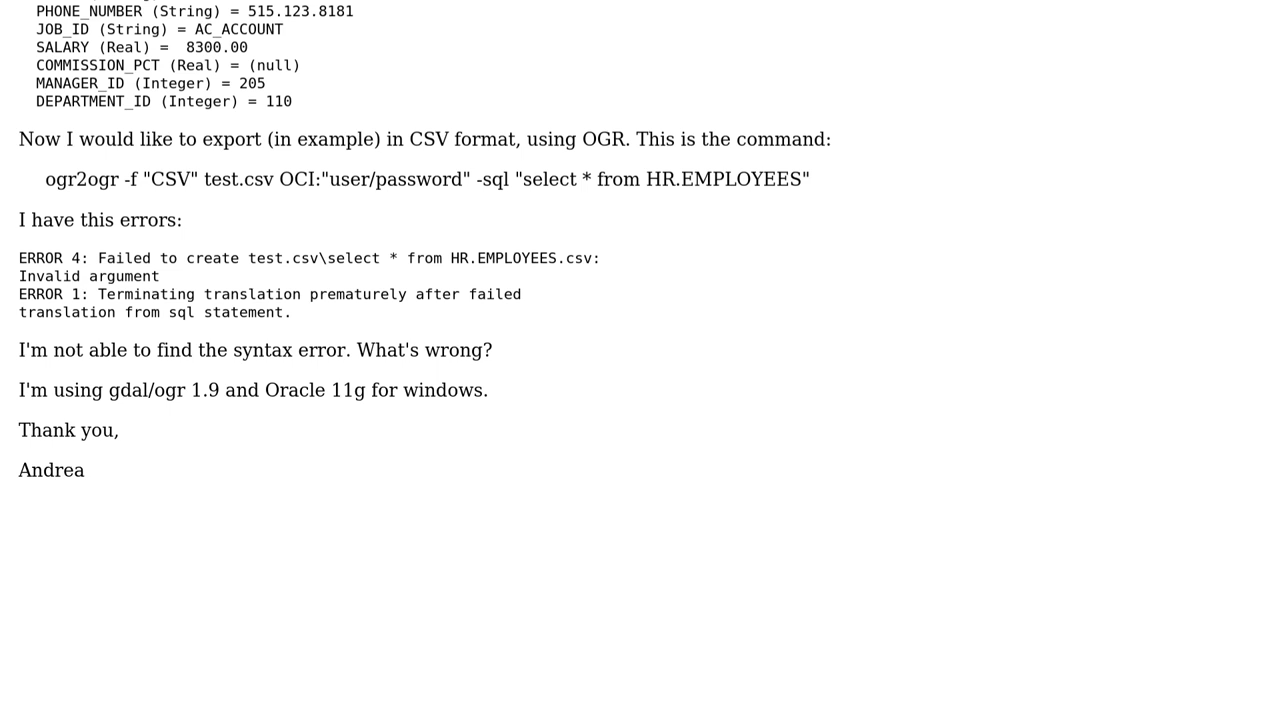 PHONE_NUMBER (String) = 515.123.8181
JOB_ID (String) = AC_ACCOUNT
SALARY (Real) =  8300.00
COMMISSION_PCT (Real) = (null)
MANAGER_ID (Integer) = 205
DEPARTMENT_ID (Integer) = 110
Now I would like to export (in example) in CSV format, using OGR. This is the command:
ogr2ogr -f "CSV" test.csv OCI:"user/password" -sql "select * from HR.EMPLOYEES"
I have this errors:
ERROR 4: Failed to create test.csv\select * from HR.EMPLOYEES.csv:
Invalid argument
ERROR 1: Terminating translation prematurely after failed
translation from sql statement.
I'm not able to find the syntax error. What's wrong?
I'm using gdal/ogr 1.9 and Oracle 11g for windows.
Thank you,
Andrea